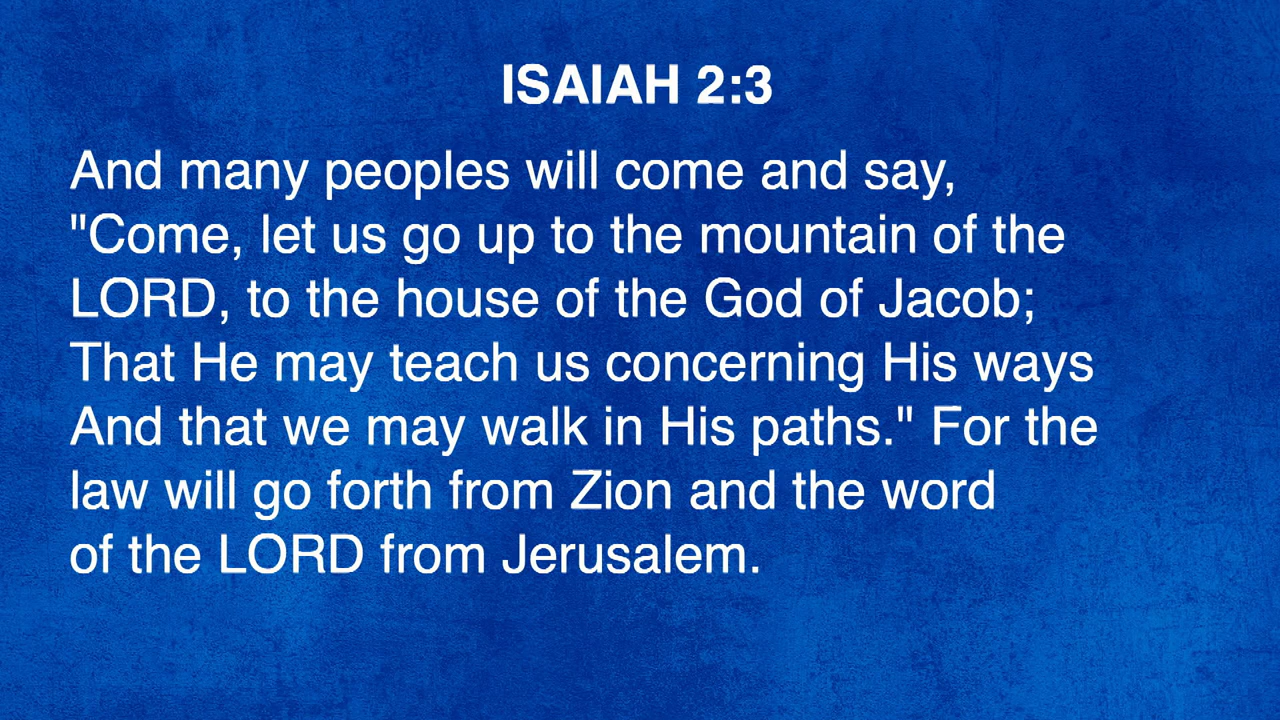 ISAIAH 2:3
And many peoples will come and say,
"Come, let us go up to the mountain of the
LORD, to the house of the God of Jacob;
That He may teach us concerning His ways
And that we may walk in His paths." For the
law will go forth from Zion and the word
of the LORD from Jerusalem.